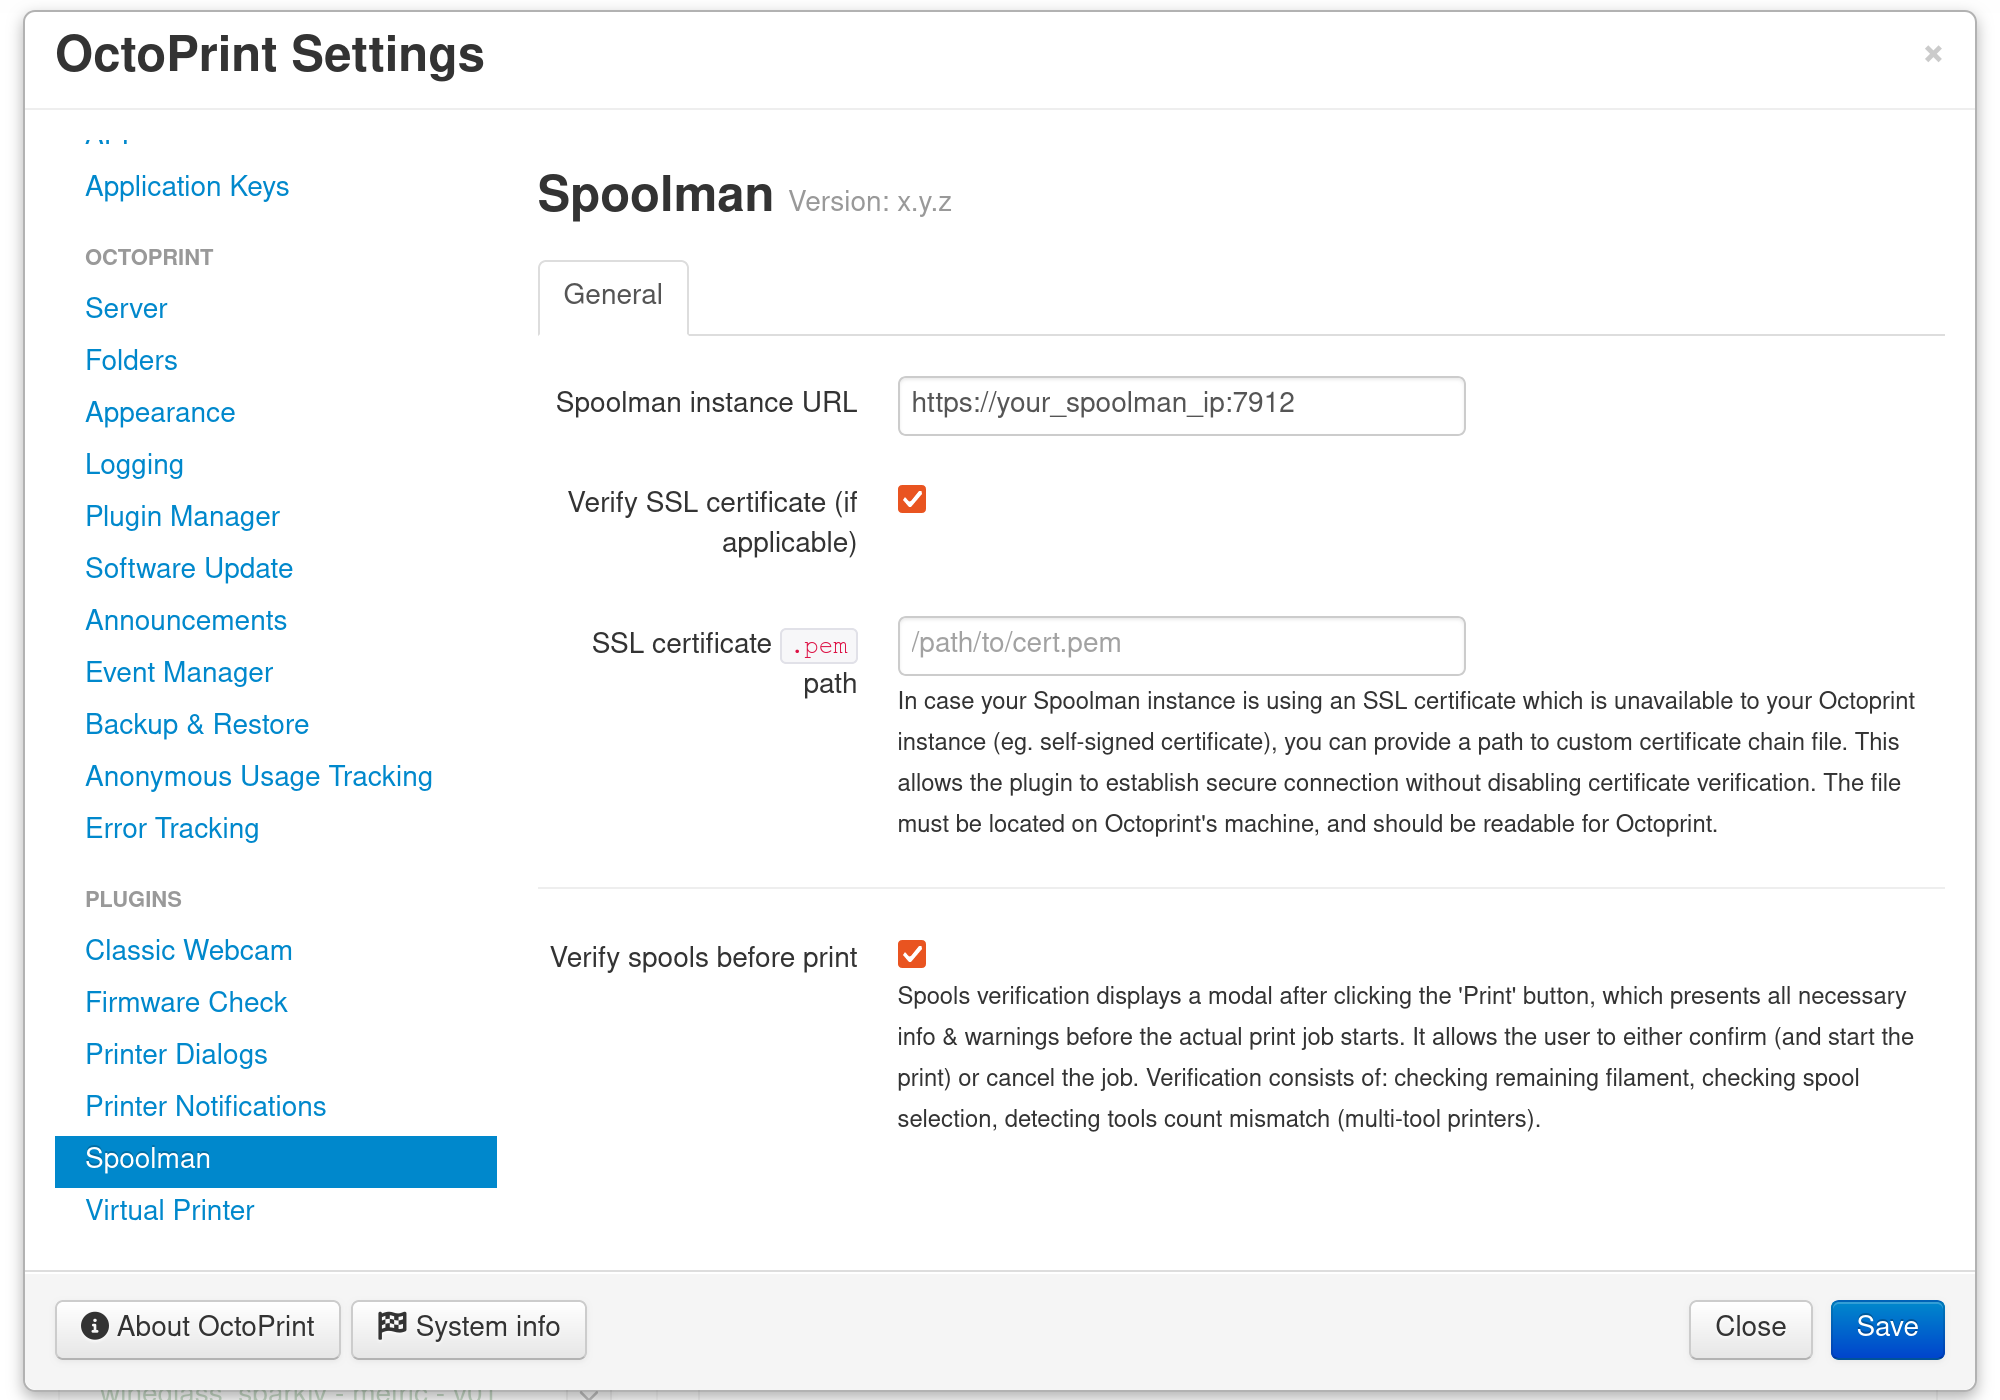 OctoPrint Settings
×
Application Keys
OCTOPRINT
Server
Folders
Appearance
Logging
Plugin Manager
Software Update
Announcements
Event Manager
Backup & Restore
Anonymous Usage Tracking
Error Tracking
PLUGINS
Classic Webcam
Firmware Check
Printer Dialogs
Printer Notifications
Spoolman
Virtual Printer
Spoolman Version: x.y.z
General
Spoolman instance URL
https://your_spoolman_ip:7912
Verify SSL certificate (if
applicable)
SSL certificate .pem
path
/path/to/cert.pem
In case your Spoolman instance is using an SSL certificate which is unavailable to your Octoprint
instance (eg. self-signed certificate), you can provide a path to custom certificate chain file. This
allows the plugin to establish secure connection without disabling certificate verification. The file
must be located on Octoprint's machine, and should be readable for Octoprint.
Verify spools before print
Spools verification displays a modal after clicking the 'Print' button, which presents all necessary
info & warnings before the actual print job starts. It allows the user to either confirm (and start the
print) or cancel the job. Verification consists of: checking remaining filament, checking spool
selection, detecting tools count mismatch (multi-tool printers).
About OctoPrint
System info
Close
Save